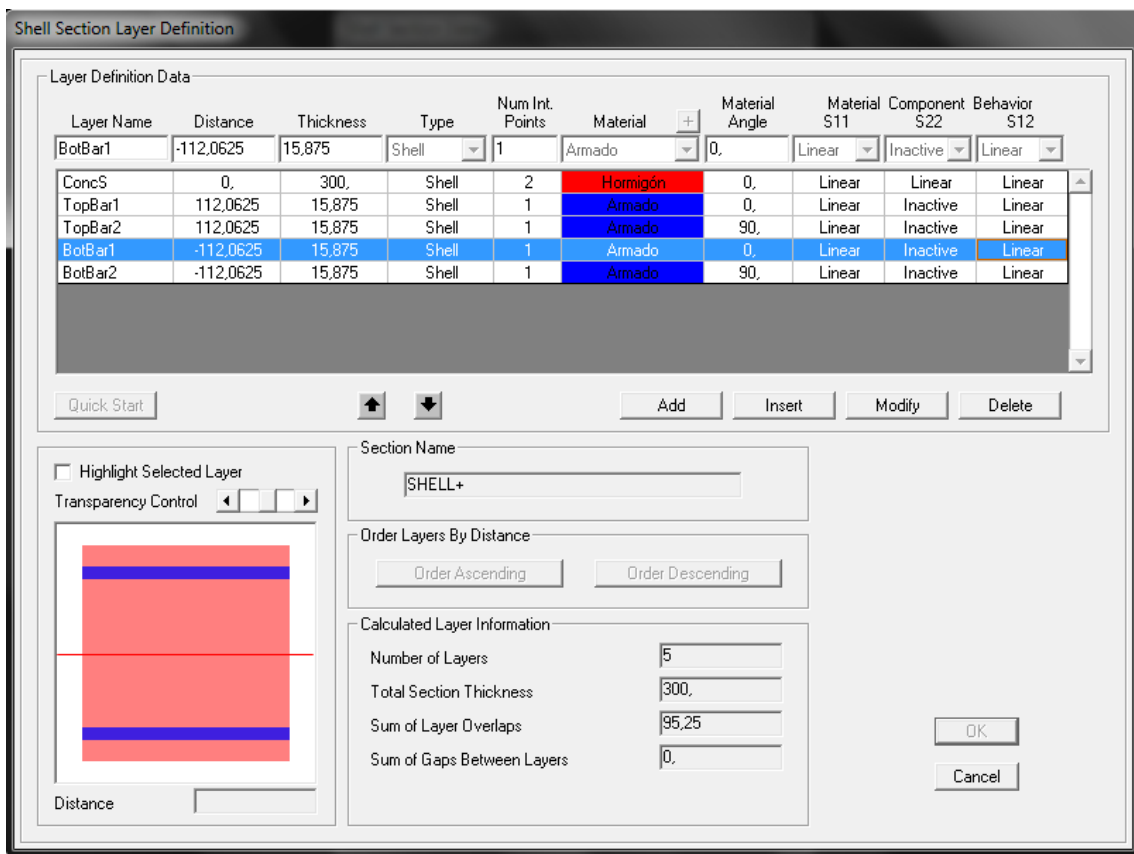 Shell Section Layer Definition
Layer Definition Data
Layer Name Distance Thickness Type Num Int. Points Material + Material Angle Material Component Behavior S11 S22 S12
BotBar1 -112,0625 15,875 Shell 1 Armado 0, Linear Inactive Linear
ConcS 0, 300, Shell 2 Hormigón 0, Linear Linear Linear
TopBar1 112,0625 15,875 Shell 1 Armado 0, Linear Inactive Linear
TopBar2 112,0625 15,875 Shell 1 Armado 90, Linear Inactive Linear
BotBar1 -112,0625 15,875 Shell 1 Armado 0, Linear Inactive Linear
BotBar2 -112,0625 15,875 Shell 1 Armado 90, Linear Inactive Linear
Quick Start Add Insert Modify Delete
Highlight Selected Layer
Transparency Control
Distance
Section Name
SHELL+
Order Layers By Distance
Order Ascending Order Descending
Calculated Layer Information
Number of Layers 5
Total Section Thickness 300,
Sum of Layer Overlaps 95,25
Sum of Gaps Between Layers 0,
OK
Cancel